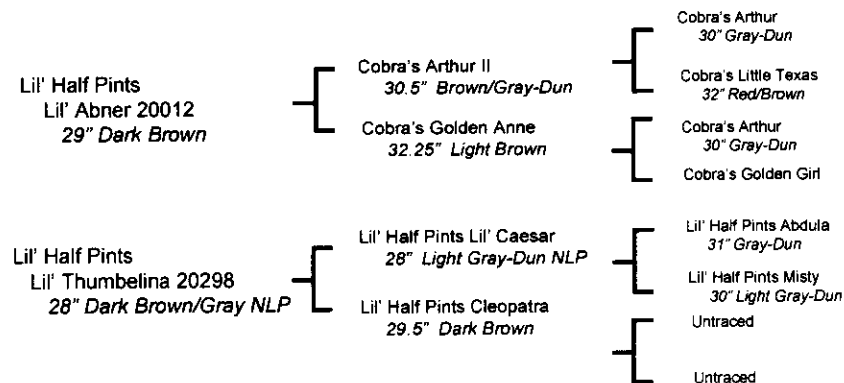 Lil' Half Pints
Lil' Abner 20012
29" Dark Brown
Cobra's Arthur II
30.5" Brown/Gray-Dun
Cobra's Golden Anne
32.25" Light Brown
Cobra's Arthur
30" Gray-Dun
Cobra's Little Texas
32" Red/Brown
Cobra's Arthur
30" Gray-Dun
Cobra's Golden Girl
Lil' Half Pints
Lil' Thumbelina 20298
28" Dark Brown/Gray NLP
Lil' Half Pints Lil' Caesar
28" Light Gray-Dun NLP
Lil' Half Pints Cleopatra
29.5" Dark Brown
Lil' Half Pints Abdula
31" Gray-Dun
Lil' Half Pints Misty
30" Light Gray-Dun
Untraced
Untraced